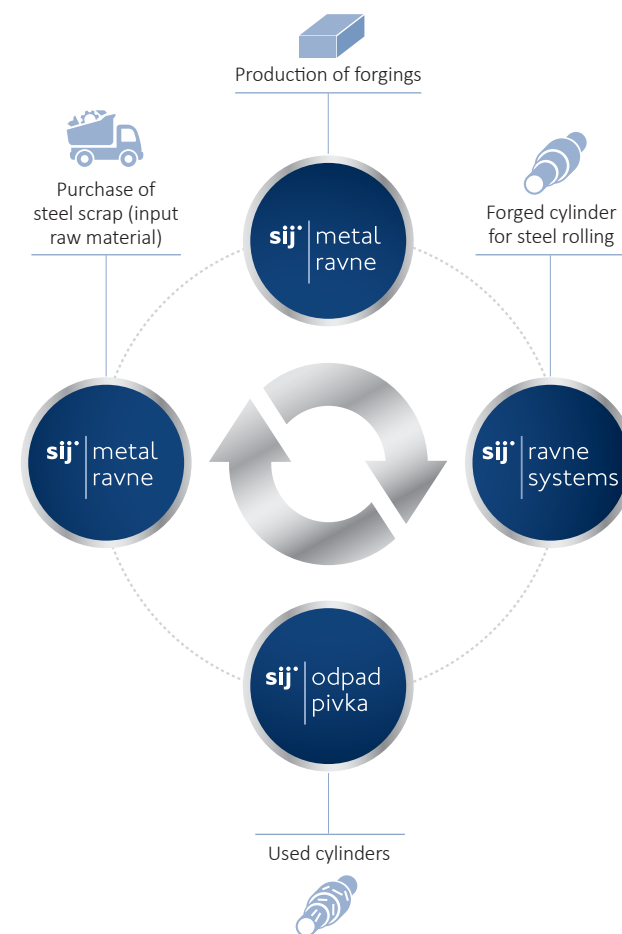 Production of forgings
Purchase of
steel scrap (input
raw material)
Forged cylinder
for steel rolling
sij metal
ravne
sij metal
ravne
sij ravne
systems
sij odpad
pivka
Used cylinders